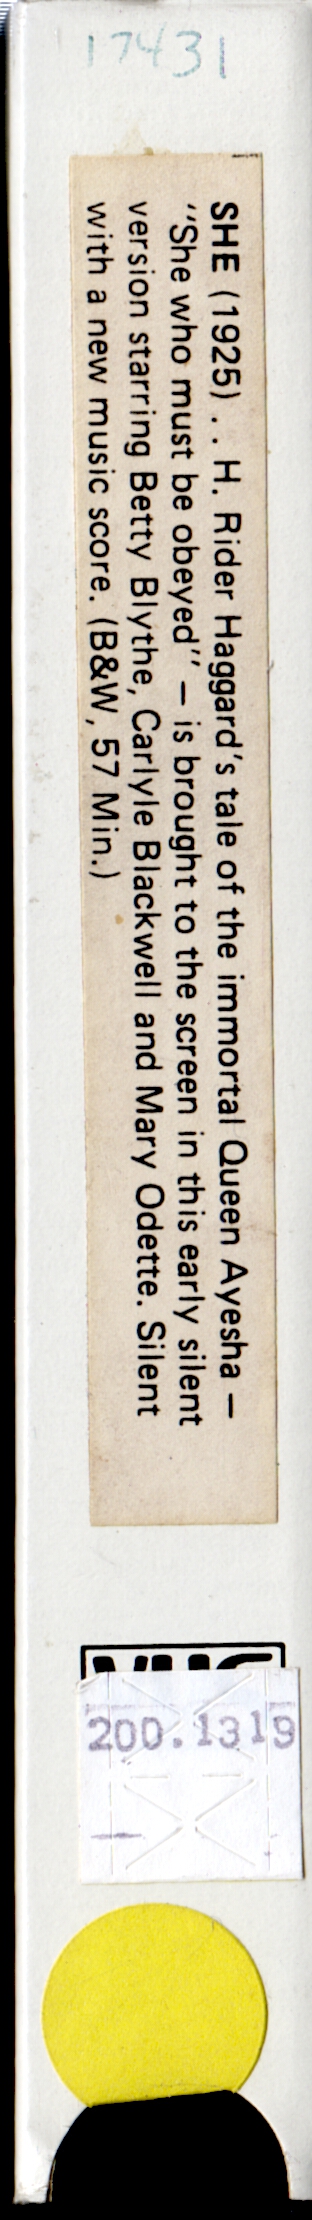 17431
SHE (1925) . . H. Rider Haggard's tale of the immortal Queen Ayesha —
"She who must be obeyed" — is brought to the screen in this early silent
version starring Betty Blythe, Carlyle Blackwell and Mary Odette. Silent
with a new music score. (B&W, 57 Min.)
VHS
200.1319